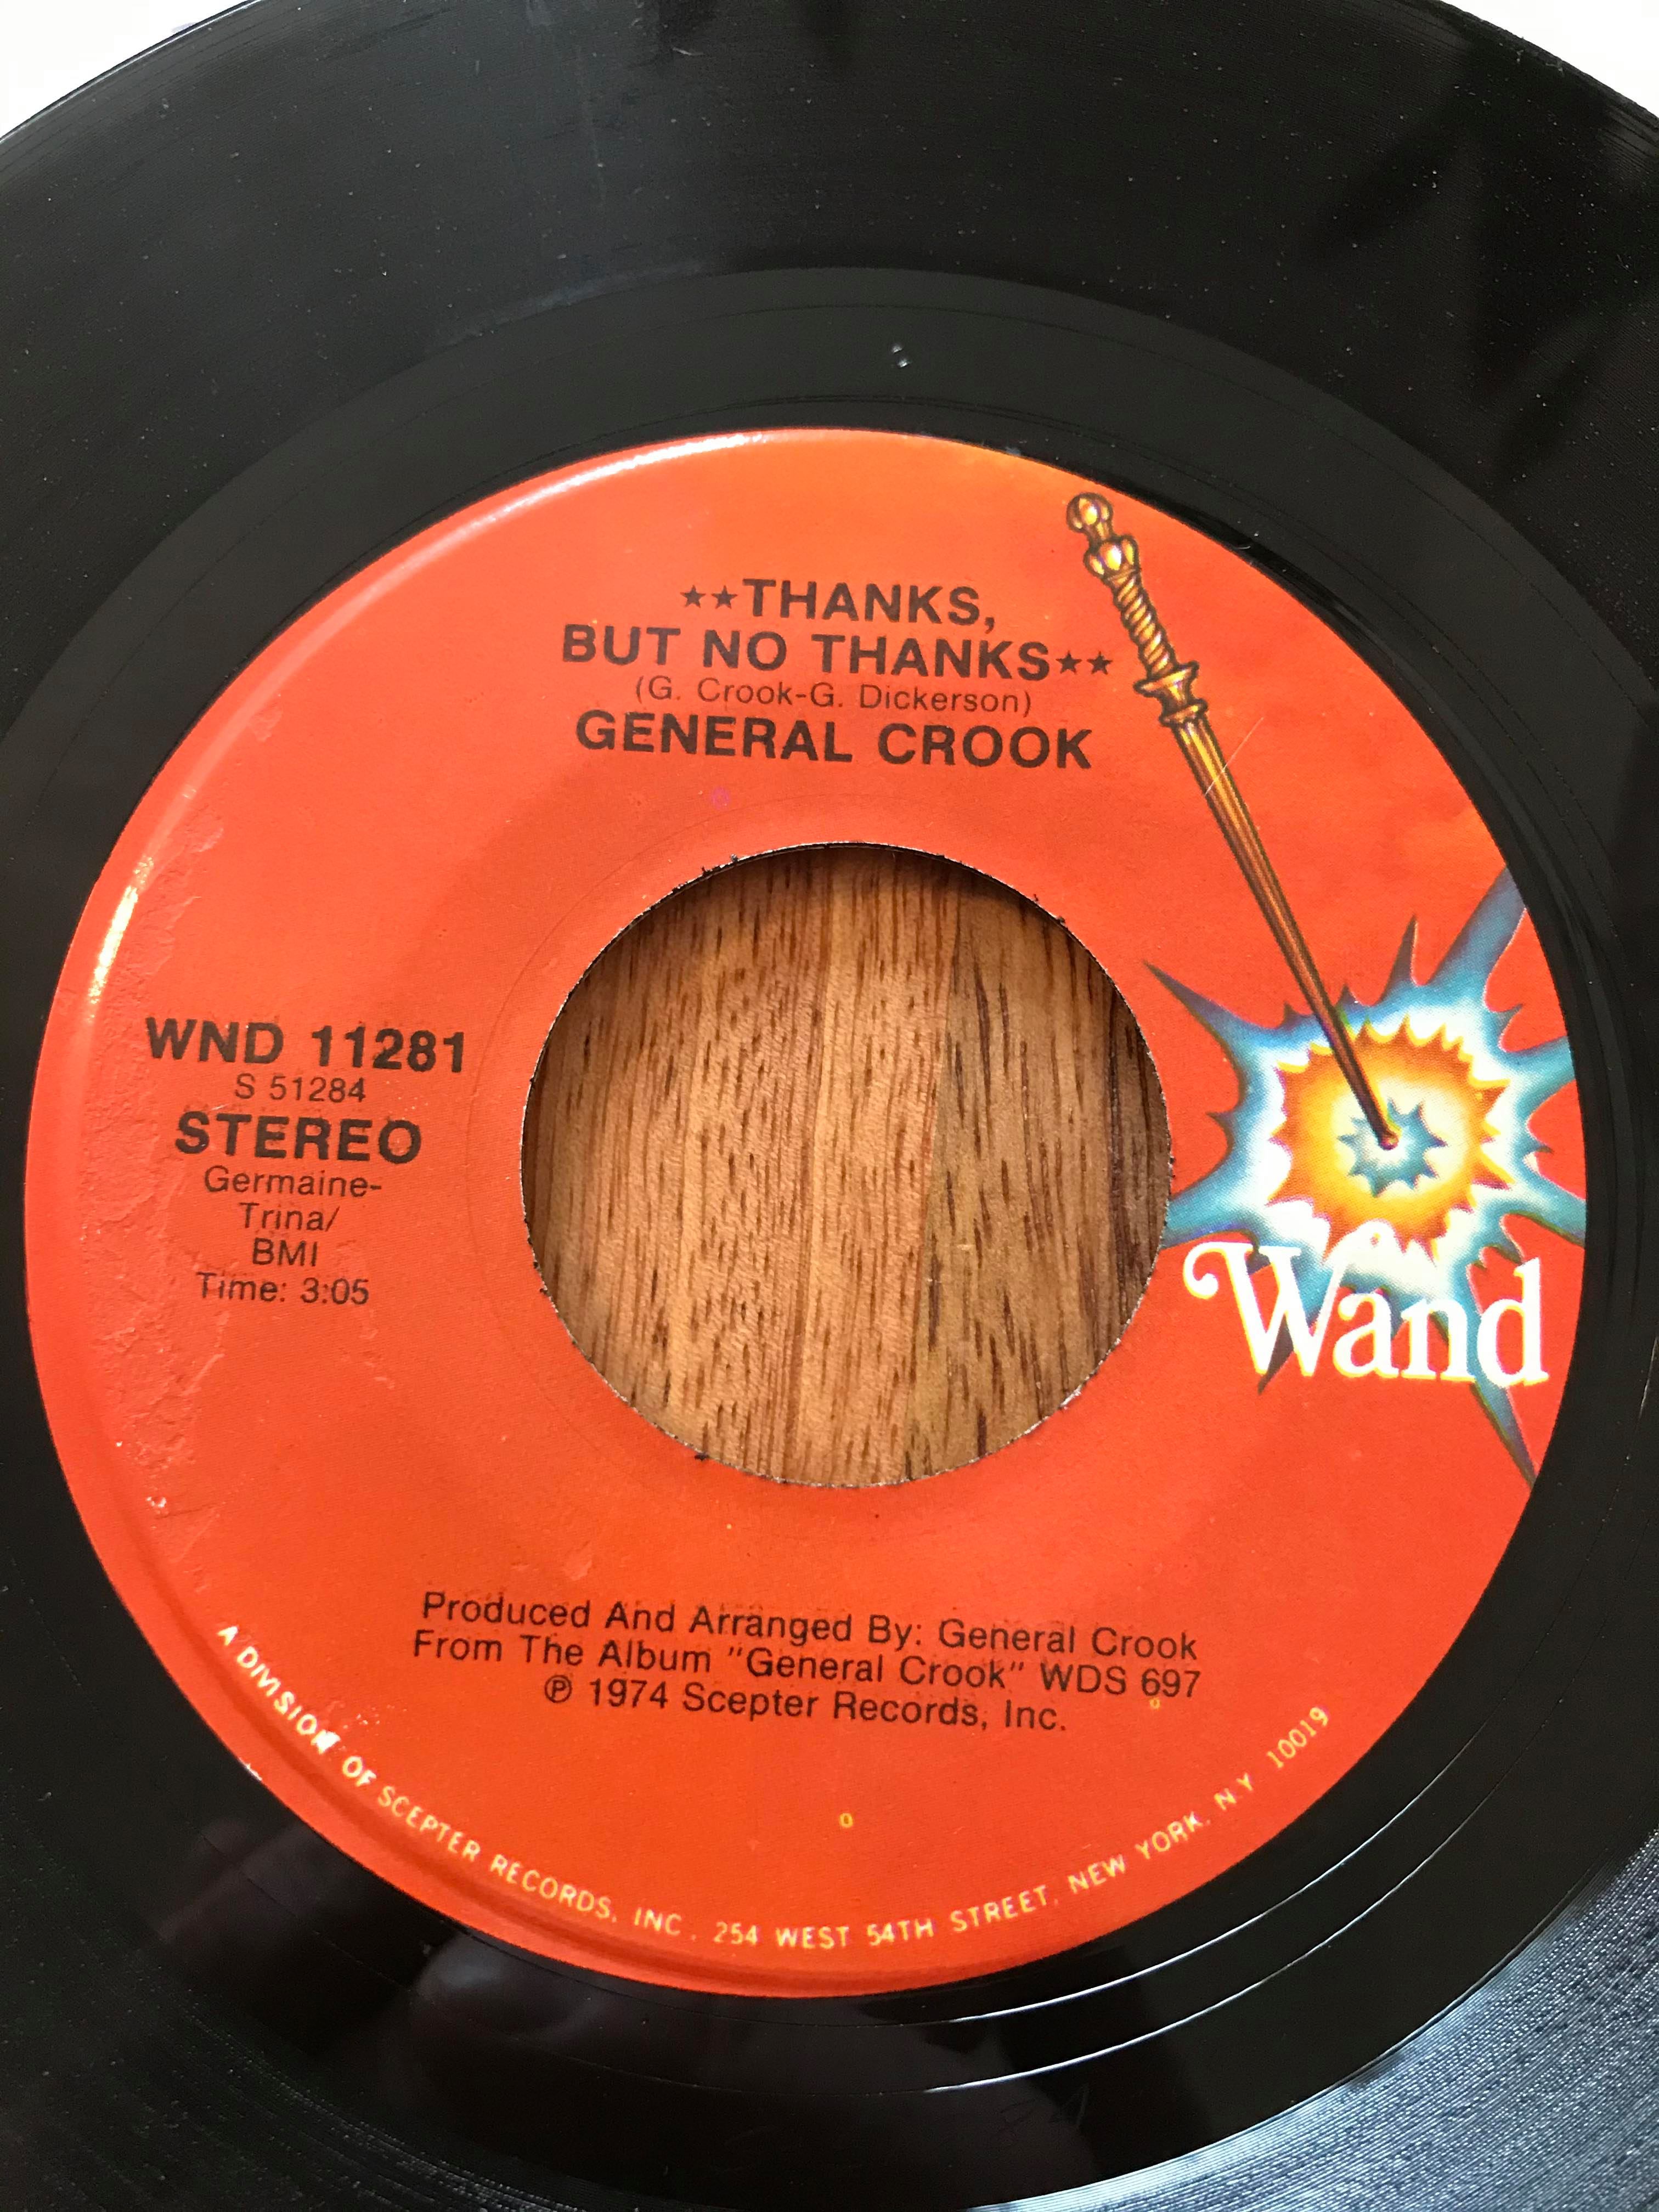 ★★THANKS,
BUT NO THANKS★★
(G. Crook-G. Dickerson)
GENERAL CROOK
WND 11281
S 51284
STEREO
Germaine-
Trina/
BMI
Time: 3:05
Wand
Produced And Arranged By: General Crook
From The Album "General Crook" WDS 697
℗ 1974 Scepter Records, Inc.
A DIVISION OF SCEPTER RECORDS, INC. 254 WEST 54TH STREET, NEW YORK, N.Y. 10019